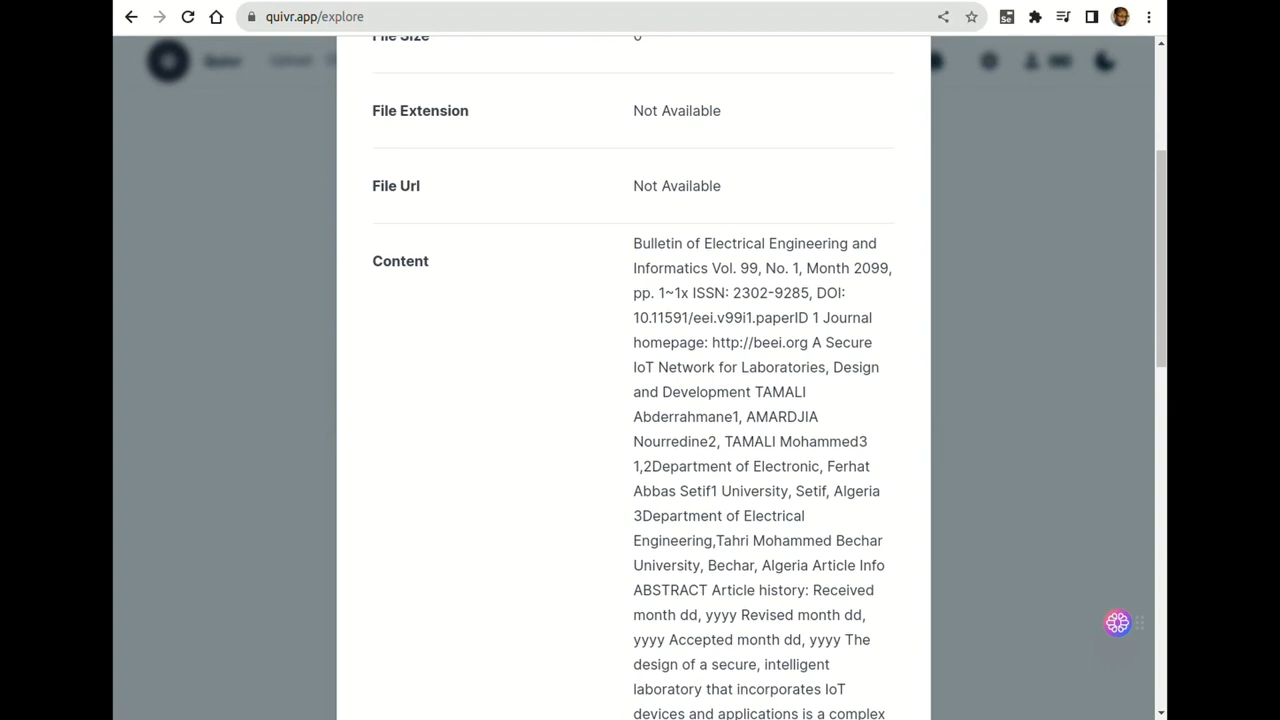 quivr.app/explore
File Size 0
File Extension Not Available
File Url Not Available
Content
Bulletin of Electrical Engineering and
Informatics Vol. 99, No. 1, Month 2099,
pp. 1~1x ISSN: 2302-9285, DOI:
10.11591/eei.v99i1.paperID 1 Journal
homepage: http://beei.org A Secure
IoT Network for Laboratories, Design
and Development TAMALI
Abderrahmane1, AMARDJIA
Nourredine2, TAMALI Mohammed3
1,2Department of Electronic, Ferhat
Abbas Setif1 University, Setif, Algeria
3Department of Electrical
Engineering,Tahri Mohammed Bechar
University, Bechar, Algeria Article Info
ABSTRACT Article history: Received
month dd, yyyy Revised month dd,
yyyy Accepted month dd, yyyy The
design of a secure, intelligent
laboratory that incorporates IoT
devices and applications is a complex